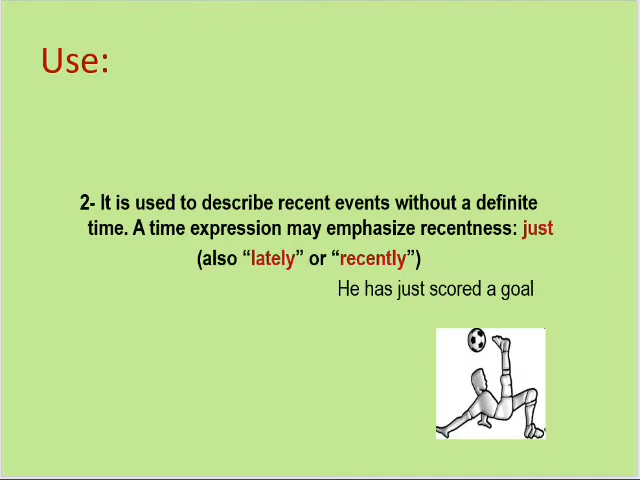 Use:
2- It is used to describe recent events without a definite
time. A time expression may emphasize recentness: just
(also “lately” or “recently”)
He has just scored a goal